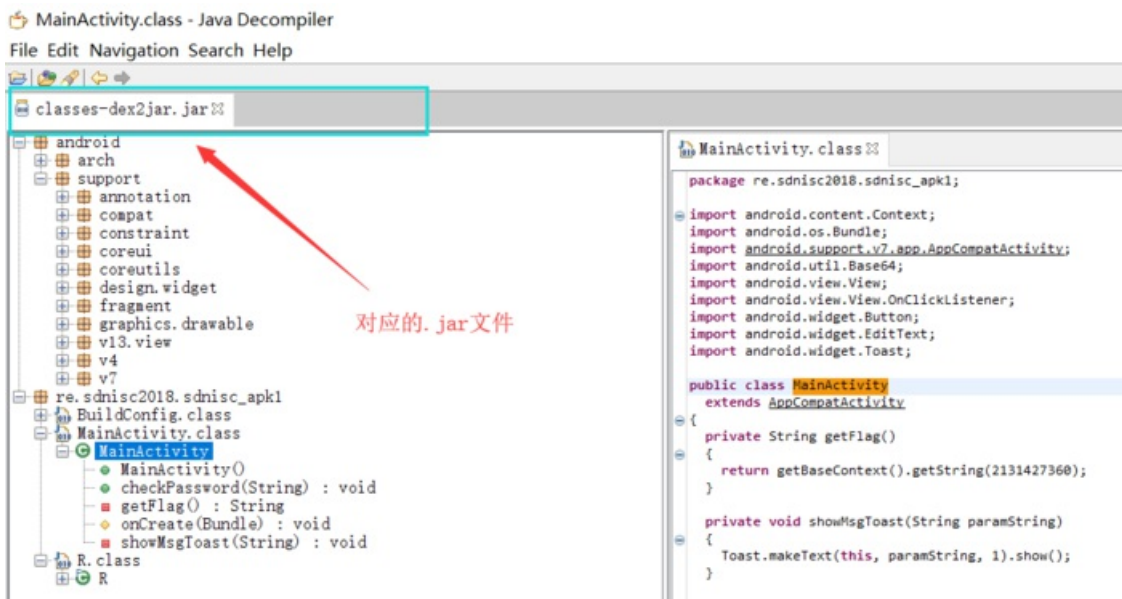 MainActivity.class - Java Decompiler
File Edit Navigation Search Help
classes-dex2jar.jar
android
arch
support
annotation
compat
constraint
coreui
coreutils
design.widget
fragment
graphics.drawable
v13.view
v4
v7
re.sdnisc2018.sdnisc_apk1
BuildConfig.class
MainActivity.class
MainActivity
MainActivity()
checkPassword(String) : void
getFlag() : String
onCreate(Bundle) : void
showMsgToast(String) : void
R.class
R
对应的.jar文件
MainActivity.class
package re.sdnisc2018.sdnisc_apk1;
import android.content.Context;
import android.os.Bundle;
import android.support.v7.app.AppCompatActivity;
import android.util.Base64;
import android.view.View;
import android.view.View.OnClickListener;
import android.widget.Button;
import android.widget.EditText;
import android.widget.Toast;
public class MainActivity
extends AppCompatActivity
{
private String getFlag()
{
return getBaseContext().getString(2131427360);
}
private void showMsgToast(String paramString)
{
Toast.makeText(this, paramString, 1).show();
}